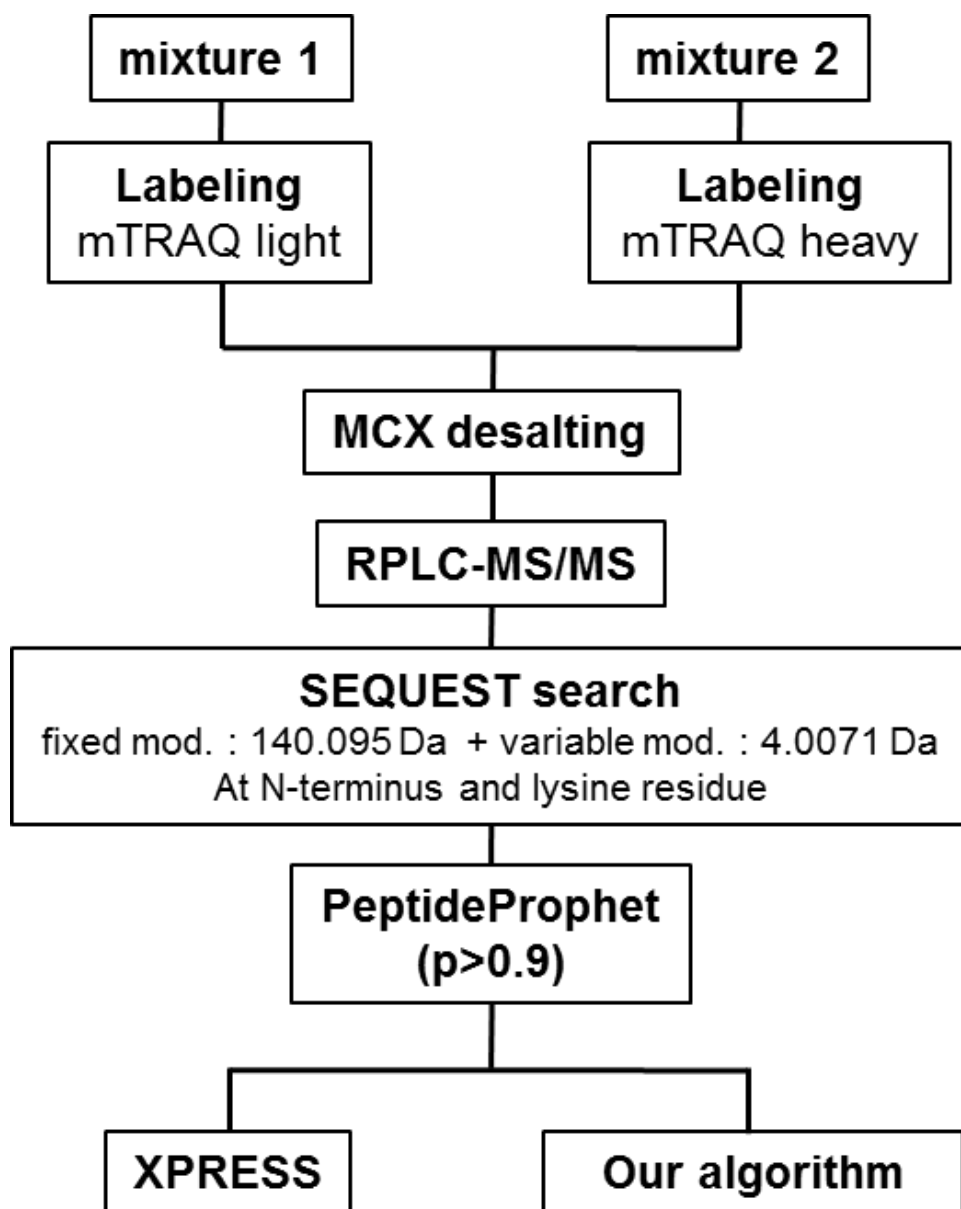 mixture 1
mixture 2
Labeling
mTRAQ light
Labeling
mTRAQ heavy
MCX desalting
RPLC-MS/MS
SEQUEST search
fixed mod. : 140.095 Da + variable mod. : 4.0071 Da
At N-terminus and lysine residue
PeptideProphet
(p>0.9)
XPRESS
Our algorithm